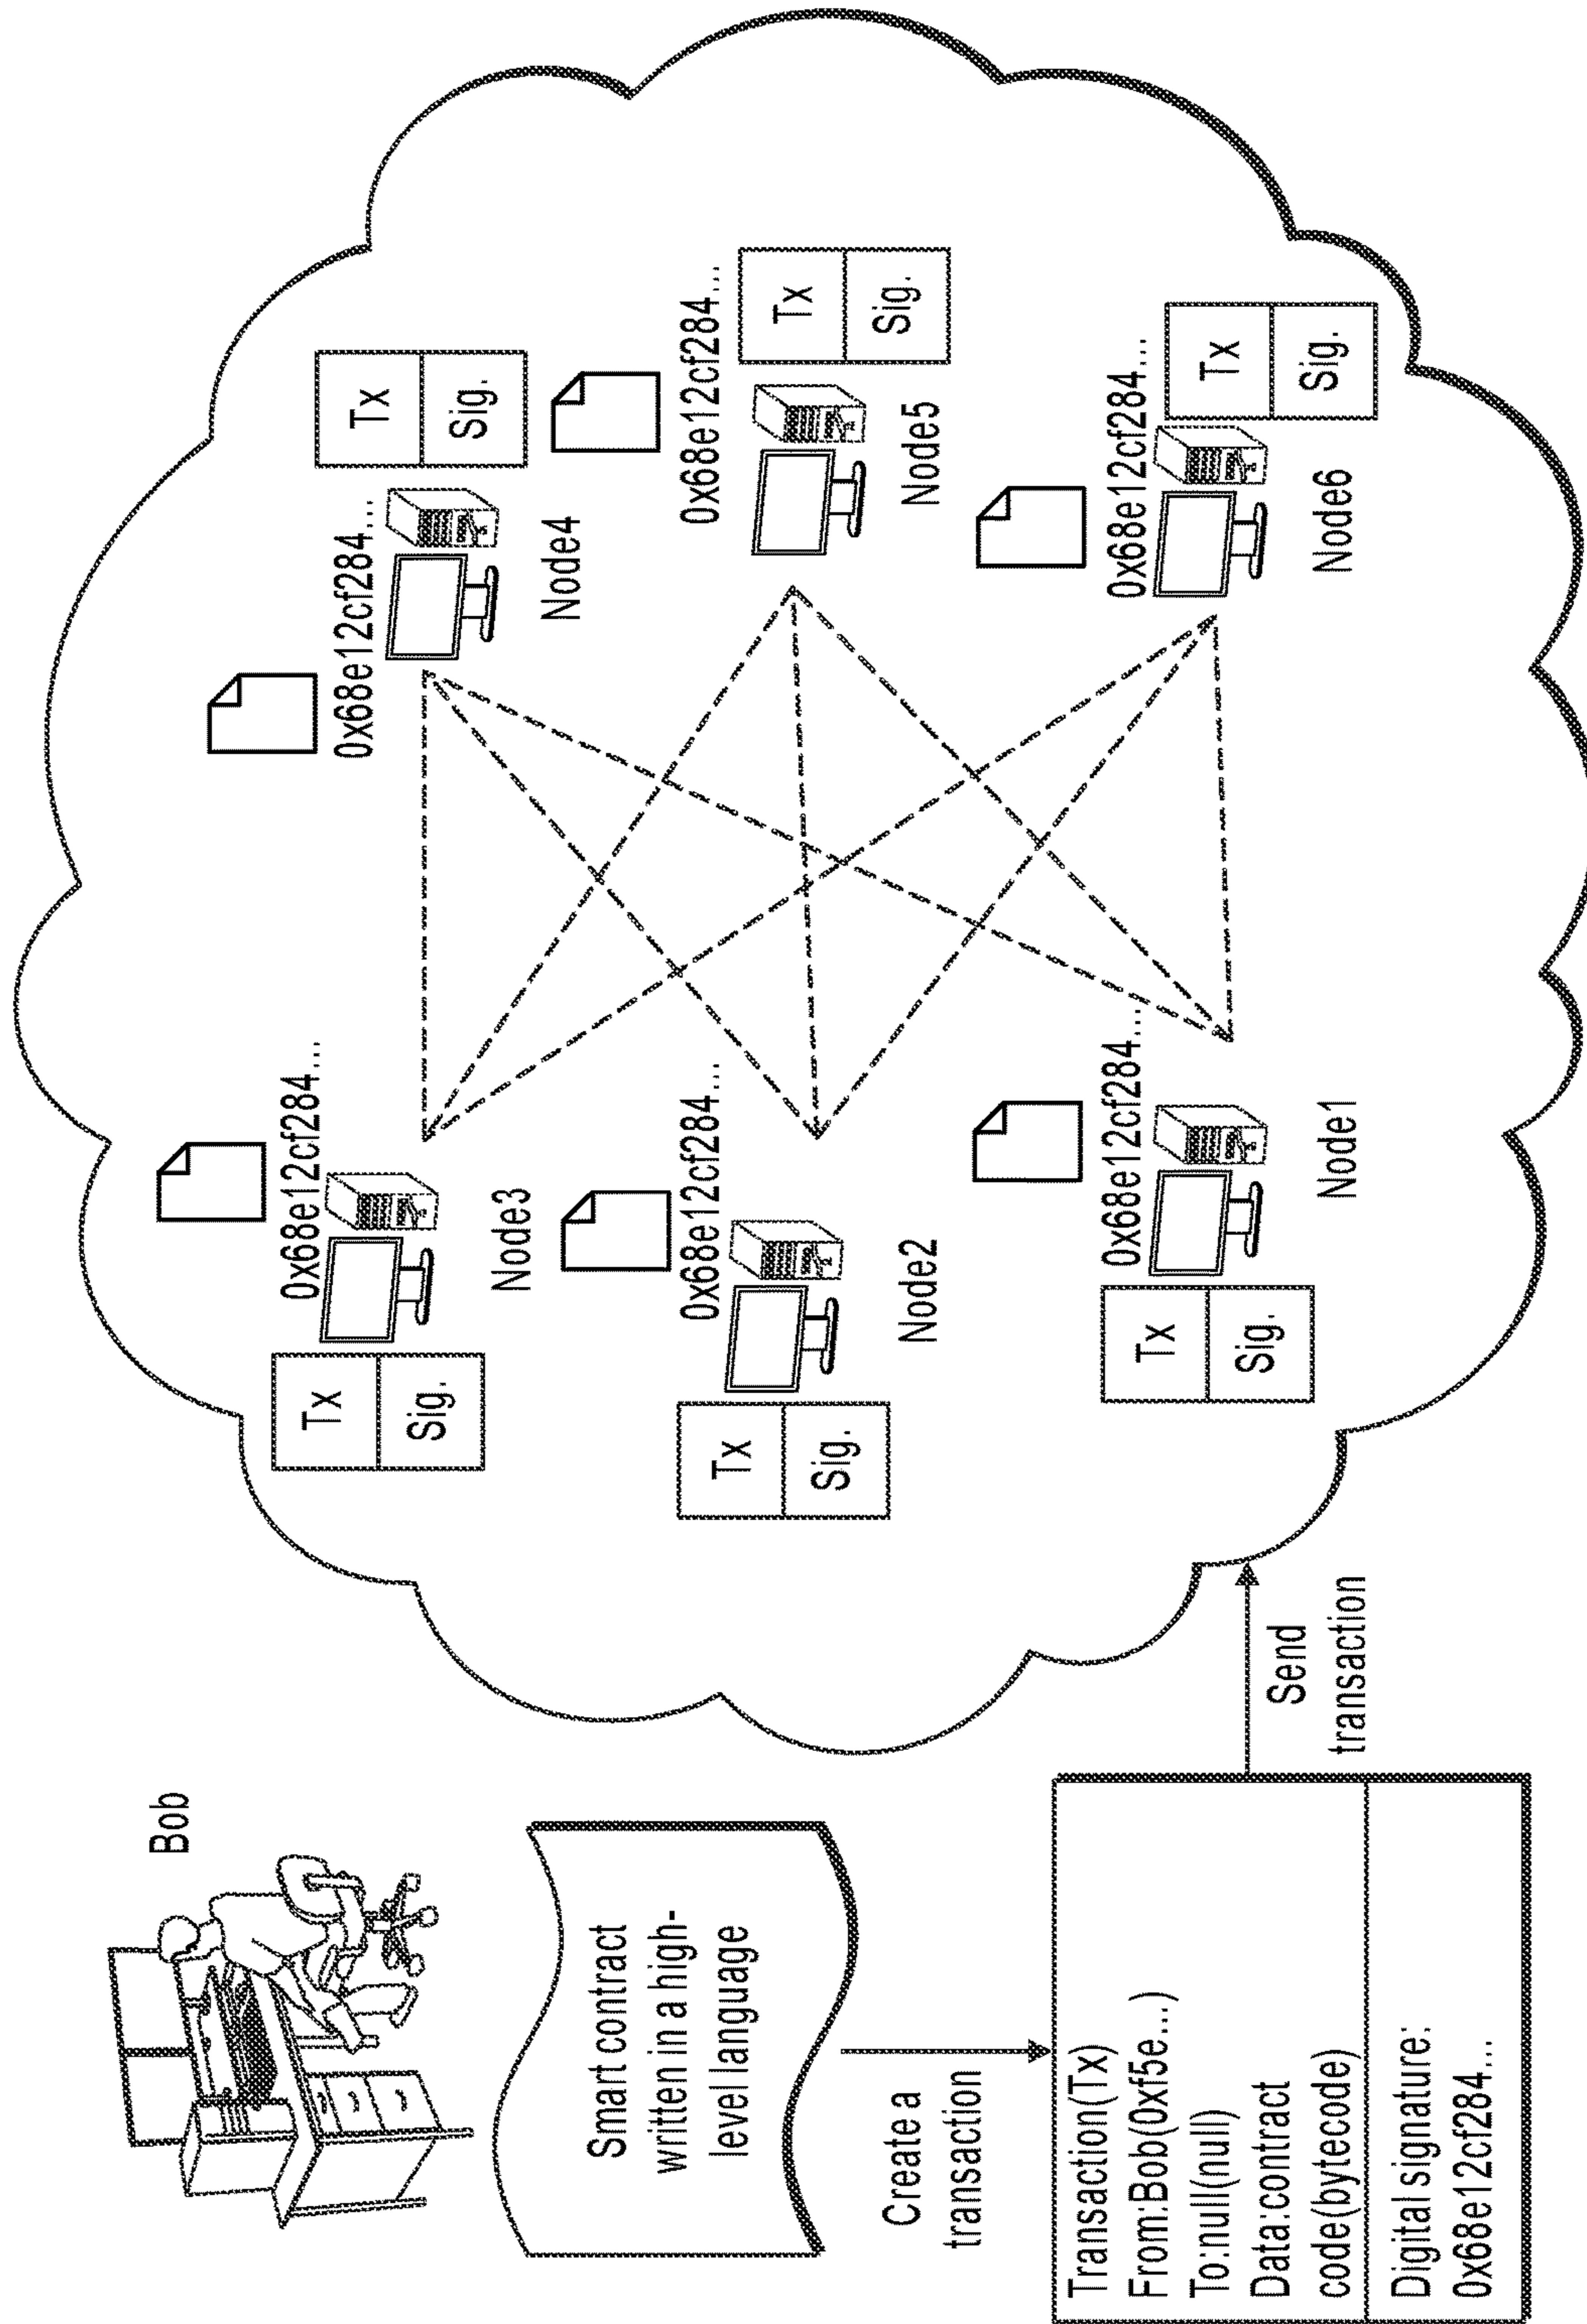 Bob
Smart contract
written in a high-
level language
Create a
transaction
Transaction(Tx)
From:Bob(0xf5e...)
To:null(null)
Data:contract
code(bytecode)
Digital signature:
0x68e12cf284...
Send
transaction
0x68e12cf284...
Tx
Sig.
Node3
0x68e12cf284...
Tx
Sig.
Node4
0x68e12cf284...
Tx
Sig.
Node2
0x68e12cf284...
Tx
Sig.
Node5
0x68e12cf284...
Tx
Sig.
Node1
0x68e12cf284...
Tx
Sig.
Node6